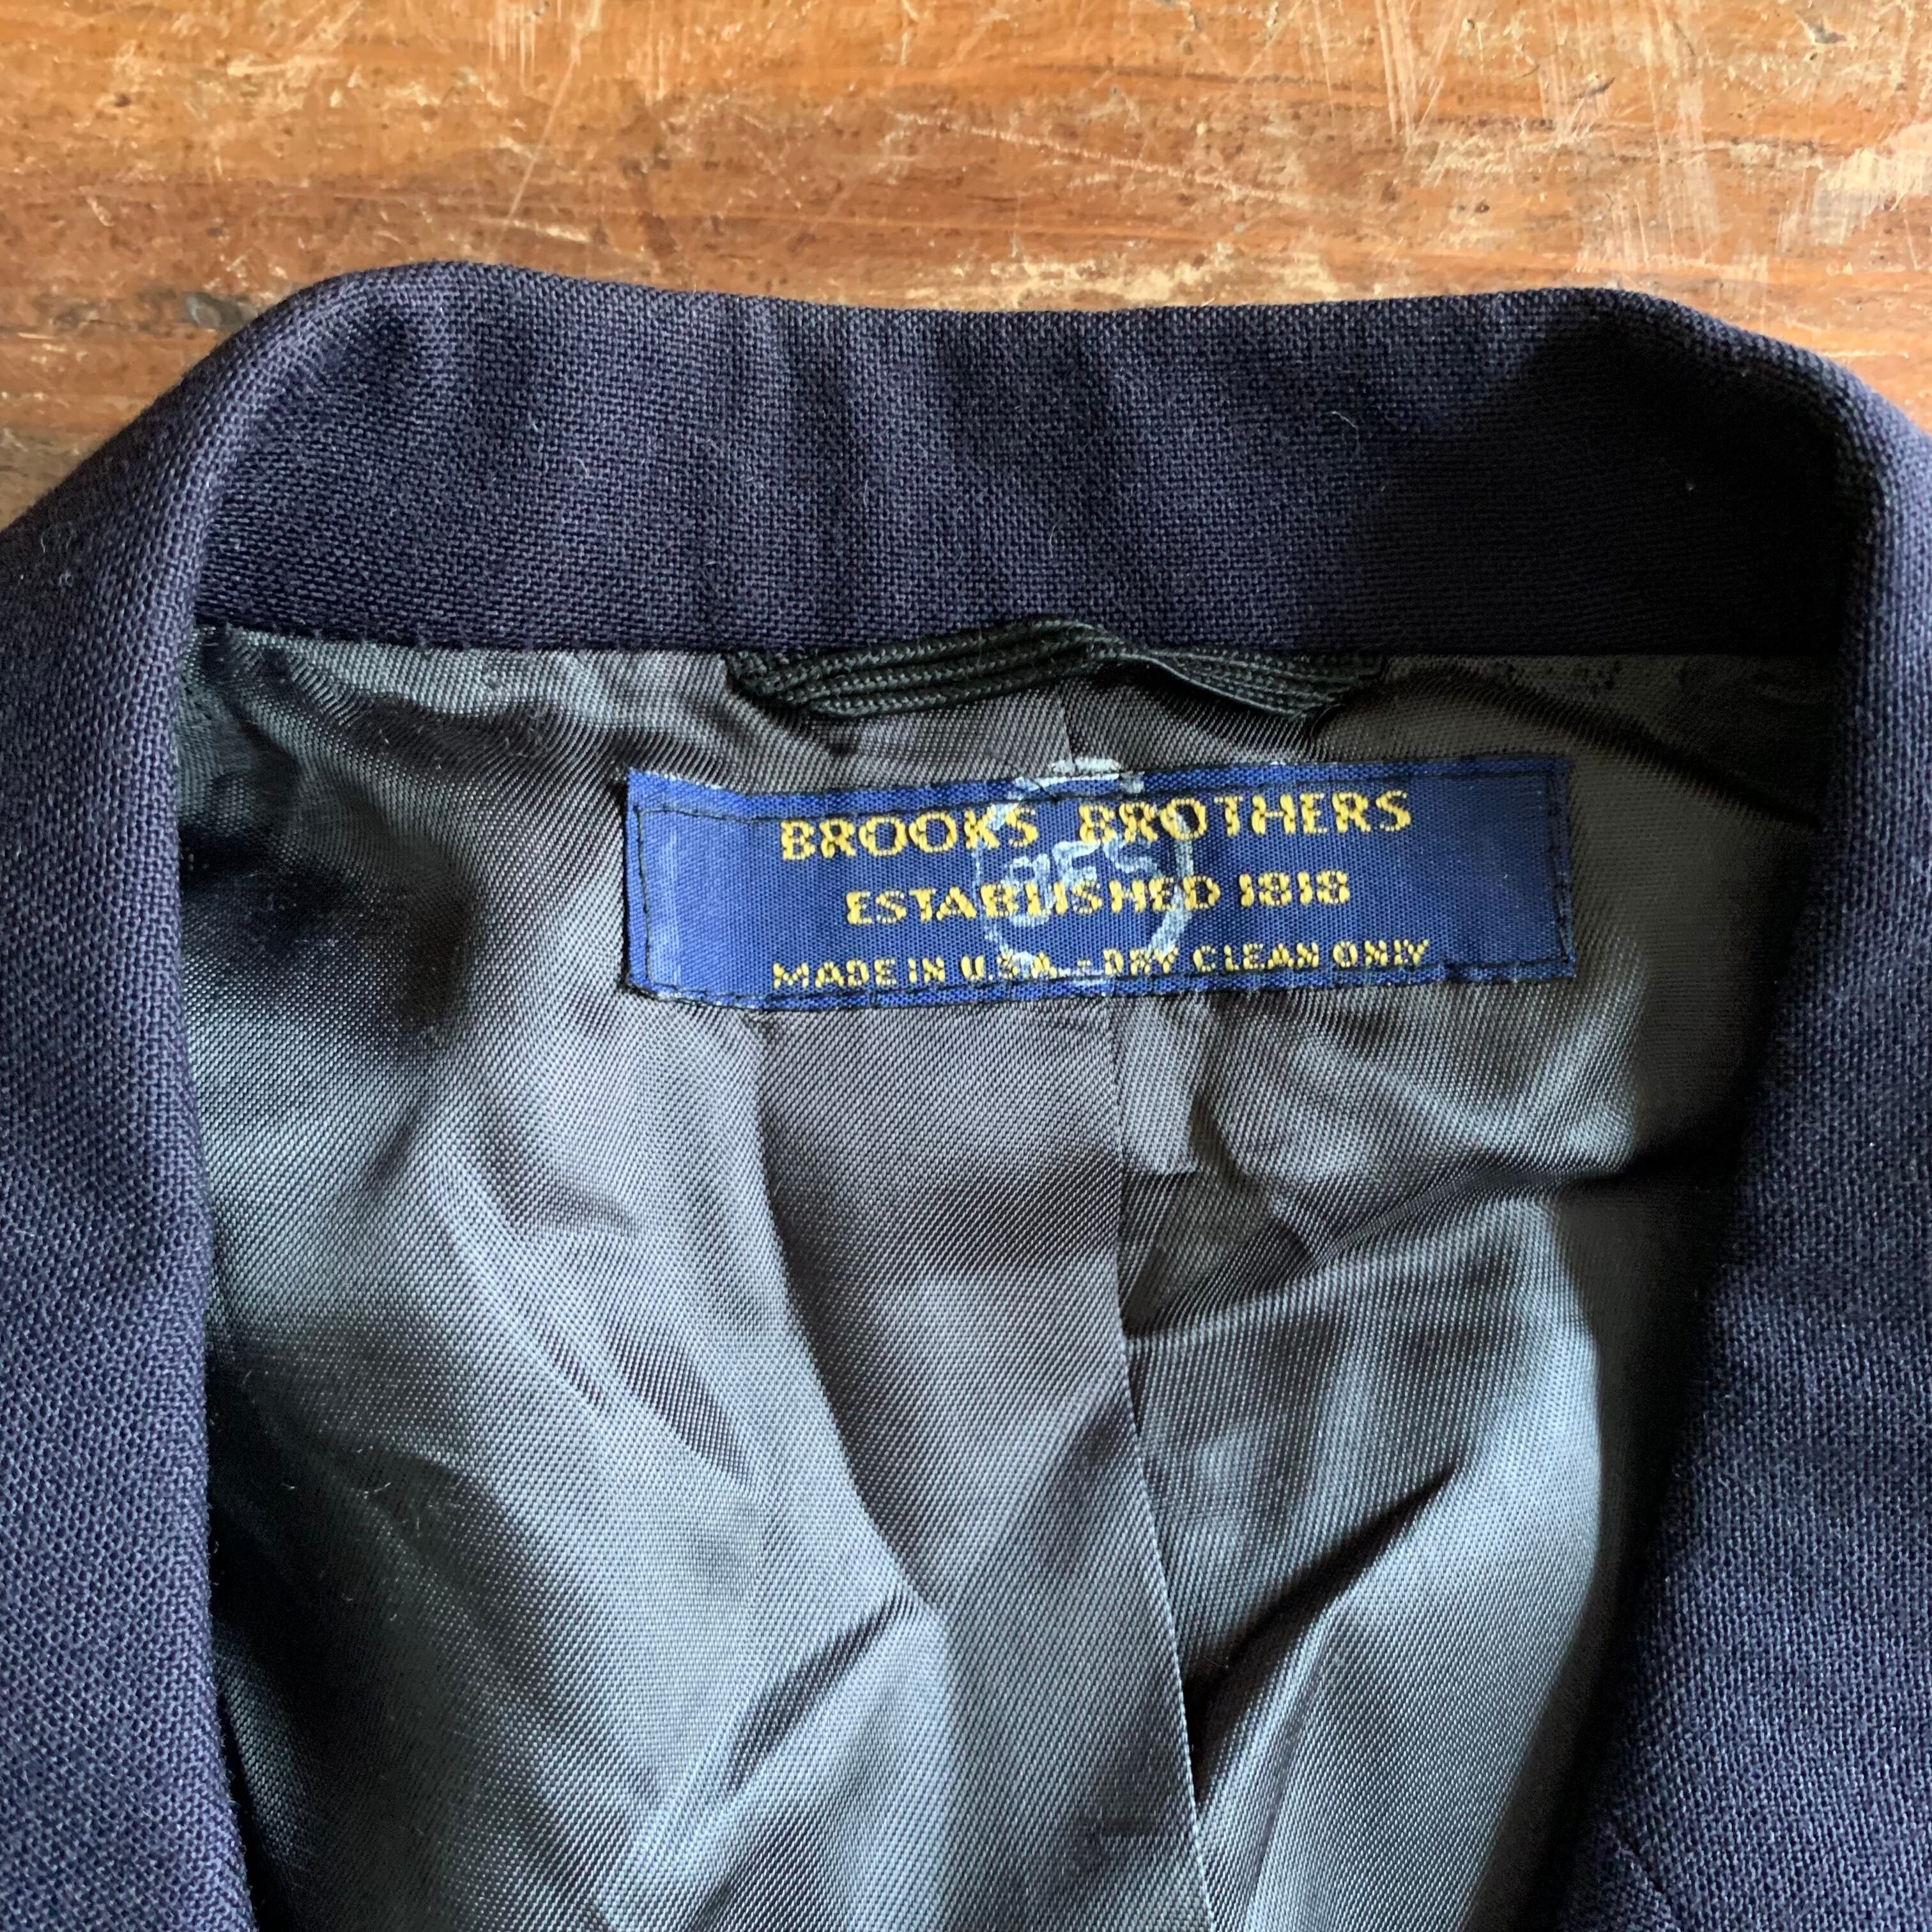 BROOKS BROTHERS
ESTABLISHED 1818
MADE IN U.S.A. - DRY CLEAN ONLY